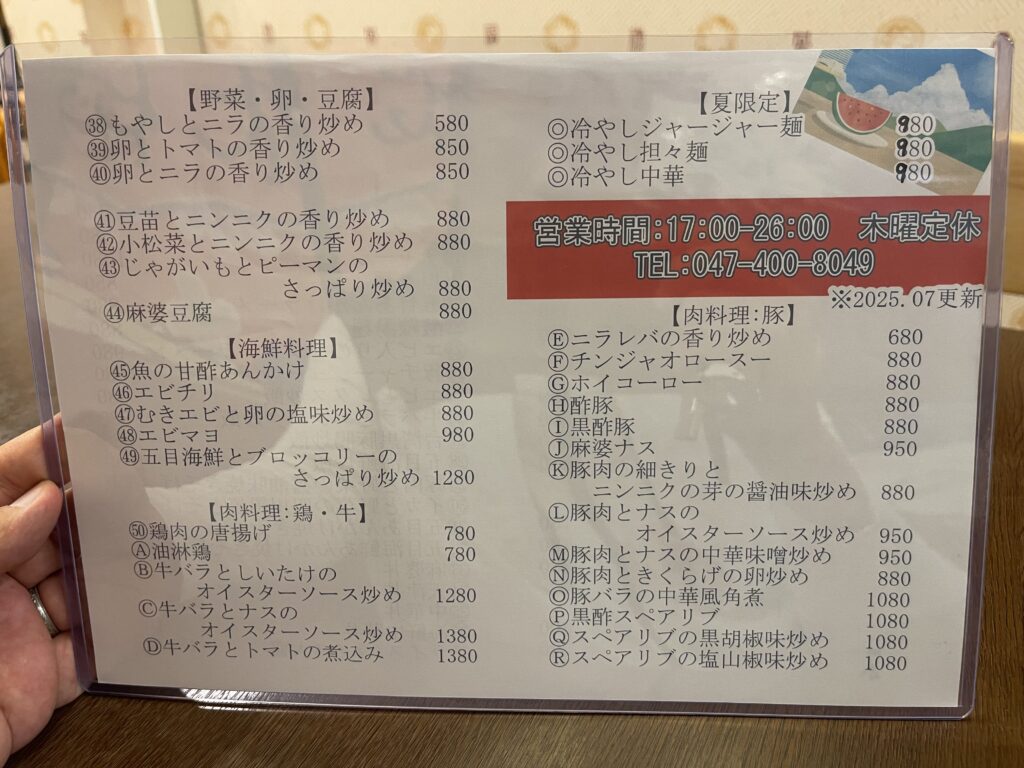 【野菜・卵・豆腐】
㊳もやしとニラの香り炒め 580
㊴卵とトマトの香り炒め 850
㊵卵とニラの香り炒め 850
㊶豆苗とニンニクの香り炒め 880
㊷小松菜とニンニクの香り炒め 880
㊸じゃがいもとピーマンの
さっぱり炒め 880
㊹麻婆豆腐 880
【海鮮料理】
㊺魚の甘酢あんかけ 880
㊻エビチリ 880
㊼むきエビと卵の塩味炒め 880
㊽エビマヨ 980
㊾五目海鮮とブロッコリーの
さっぱり炒め 1280
【肉料理:鶏・牛】
㊿鶏肉の唐揚げ 780
Ⓐ油淋鶏 780
Ⓑ牛バラとしいたけの
オイスターソース炒め 1280
Ⓒ牛バラとナスの
オイスターソース炒め 1380
Ⓓ牛バラとトマトの煮込み 1380
【夏限定】
◎冷やしジャージャー麺 980
◎冷やし担々麺 980
◎冷やし中華 980
営業時間:17:00-26:00 木曜定休
TEL:047-400-8049
※2025.07更新
【肉料理:豚】
Ⓔニラレバの香り炒め 680
Ⓕチンジャオロースー 880
Ⓖホイコーロー 880
Ⓗ酢豚 880
Ⓘ黒酢豚 880
Ⓙ麻婆ナス 950
Ⓚ豚肉の細きりと
ニンニクの芽の醤油味炒め 880
Ⓛ豚肉とナスの
オイスターソース炒め 950
Ⓜ豚肉とナスの中華味噌炒め 950
Ⓝ豚肉ときくらげの卵炒め 880
Ⓞ豚バラの中華風角煮 1080
Ⓟ黒酢スペアリブ 1080
Ⓠスペアリブの黒胡椒味炒め 1080
Ⓡスペアリブの塩山椒味炒め 1080